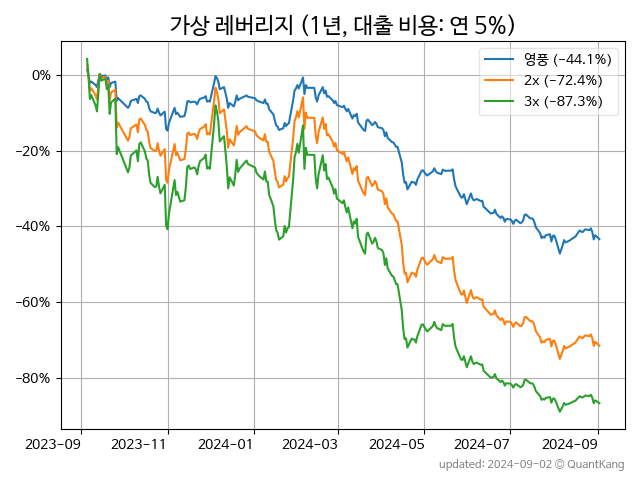 가상 레버리지 (1년, 대출 비용: 연 5%)
영풍 (−44.1%)
2x (−72.4%)
3x (−87.3%)
0%
−20%
−40%
−60%
−80%
2023-09 2023-11 2024-01 2024-03 2024-05 2024-07 2024-09
updated: 2024-09-02 © QuantKang